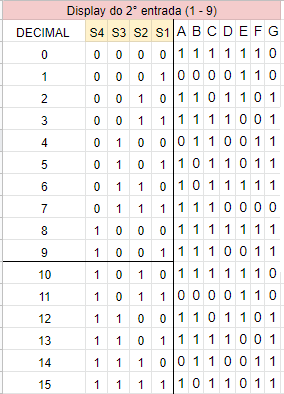 Display do 2° entrada (1 - 9)
DECIMAL S4 S3 S2 S1 A B C D E F G
0 0 0 0 0 1 1 1 1 1 1 0
1 0 0 0 1 0 0 0 0 1 1 0
2 0 0 1 0 1 1 0 1 1 0 1
3 0 0 1 1 1 1 1 1 0 0 1
4 0 1 0 0 0 1 1 0 0 1 1
5 0 1 0 1 1 0 1 1 0 1 1
6 0 1 1 0 1 0 1 1 1 1 1
7 0 1 1 1 1 1 1 0 0 0 0
8 1 0 0 0 1 1 1 1 1 1 1
9 1 0 0 1 1 1 1 0 0 1 1
10 1 0 1 0 1 1 1 1 1 1 0
11 1 0 1 1 0 0 0 0 1 1 0
12 1 1 0 0 1 1 0 1 1 0 1
13 1 1 0 1 1 1 1 1 0 0 1
14 1 1 1 0 0 1 1 0 0 1 1
15 1 1 1 1 1 0 1 1 0 1 1